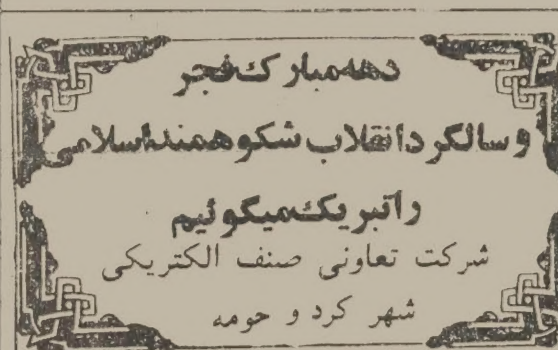 دهه مبارک فجر
و سالگرد انقلاب شکوهمند اسلامی
را تبریک میگوئیم
شرکت تعاونی صنف الکتریکی
شهر کرد و حومه